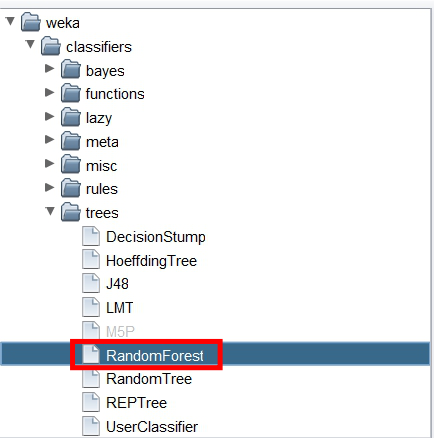 weka
classifiers
bayes
functions
lazy
meta
misc
rules
trees
DecisionStump
HoeffdingTree
J48
LMT
M5P
RandomForest
RandomTree
REPTree
UserClassifier